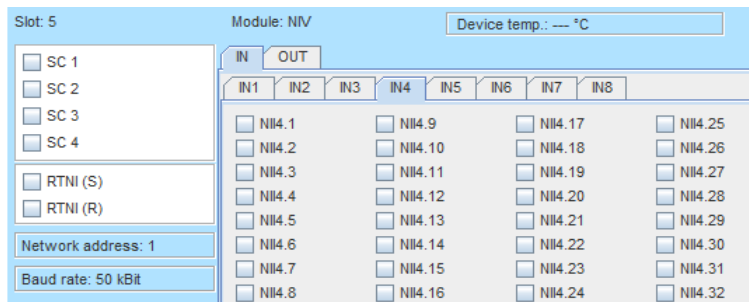 Slot: 5 Module: NIV Device temp.: --- °C
SC 1
SC 2
SC 3
SC 4
RTNI (S)
RTNI (R)
Network address: 1
Baud rate: 50 kBit
IN OUT
IN1 IN2 IN3 IN4 IN5 IN6 IN7 IN8
NII4.1 NII4.9 NII4.17 NII4.25
NII4.2 NII4.10 NII4.18 NII4.26
NII4.3 NII4.11 NII4.19 NII4.27
NII4.4 NII4.12 NII4.20 NII4.28
NII4.5 NII4.13 NII4.21 NII4.29
NII4.6 NII4.14 NII4.22 NII4.30
NII4.7 NII4.15 NII4.23 NII4.31
NII4.8 NII4.16 NII4.24 NII4.32